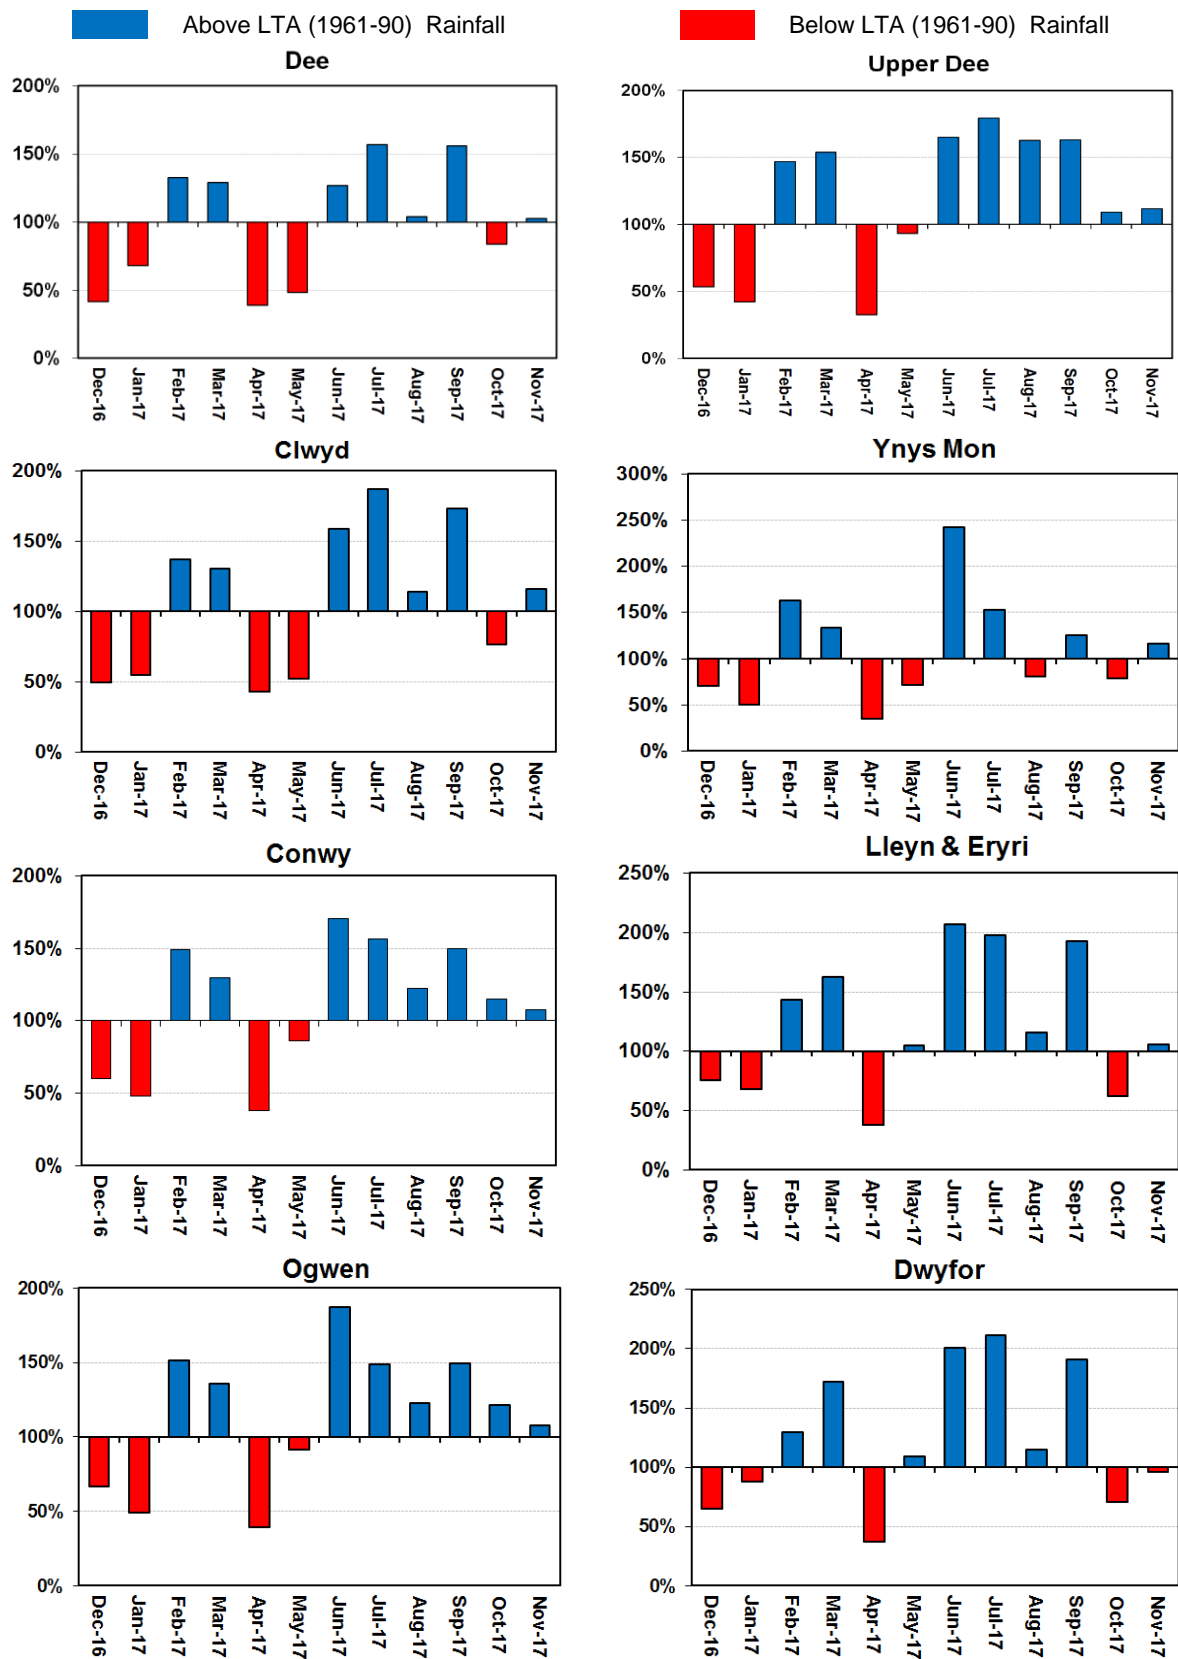 Above LTA (1961-90) Rainfall
Below LTA (1961-90) Rainfall
Dee
200%
150%
100%
50%
0%
Dec-16
Jan-17
Feb-17
Mar-17
Apr-17
May-17
Jun-17
Jul-17
Aug-17
Sep-17
Oct-17
Nov-17
Upper Dee
200%
150%
100%
50%
0%
Dec-16
Jan-17
Feb-17
Mar-17
Apr-17
May-17
Jun-17
Jul-17
Aug-17
Sep-17
Oct-17
Nov-17
Clwyd
200%
150%
100%
50%
0%
Dec-16
Jan-17
Feb-17
Mar-17
Apr-17
May-17
Jun-17
Jul-17
Aug-17
Sep-17
Oct-17
Nov-17
Ynys Mon
300%
250%
200%
150%
100%
50%
0%
Dec-16
Jan-17
Feb-17
Mar-17
Apr-17
May-17
Jun-17
Jul-17
Aug-17
Sep-17
Oct-17
Nov-17
Conwy
200%
150%
100%
50%
0%
Dec-16
Jan-17
Feb-17
Mar-17
Apr-17
May-17
Jun-17
Jul-17
Aug-17
Sep-17
Oct-17
Nov-17
Lleyn & Eryri
250%
200%
150%
100%
50%
0%
Dec-16
Jan-17
Feb-17
Mar-17
Apr-17
May-17
Jun-17
Jul-17
Aug-17
Sep-17
Oct-17
Nov-17
Ogwen
200%
150%
100%
50%
0%
Dec-16
Jan-17
Feb-17
Mar-17
Apr-17
May-17
Jun-17
Jul-17
Aug-17
Sep-17
Oct-17
Nov-17
Dwyfor
250%
200%
150%
100%
50%
0%
Dec-16
Jan-17
Feb-17
Mar-17
Apr-17
May-17
Jun-17
Jul-17
Aug-17
Sep-17
Oct-17
Nov-17